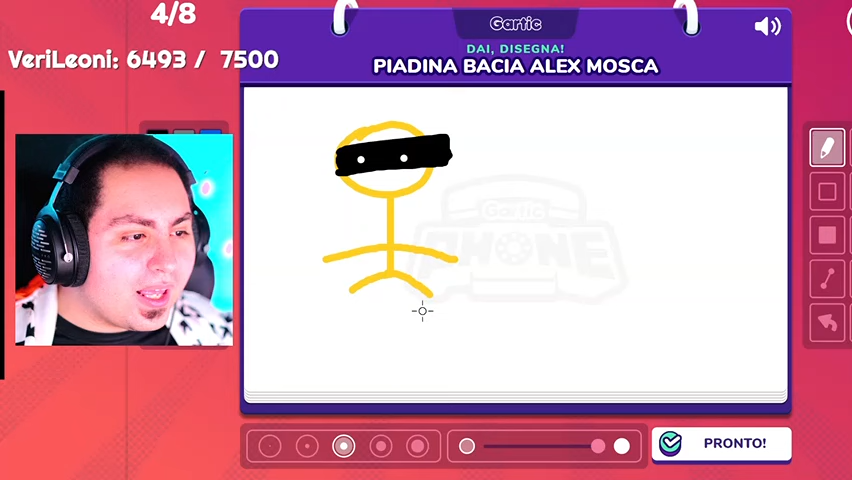 4/8
Gartic
VeriLeoni: 6493 / 7500
DAI, DISEGNA!
PIADINA BACIA ALEX MOSCA
Gartic
PHONE
PRONTO!